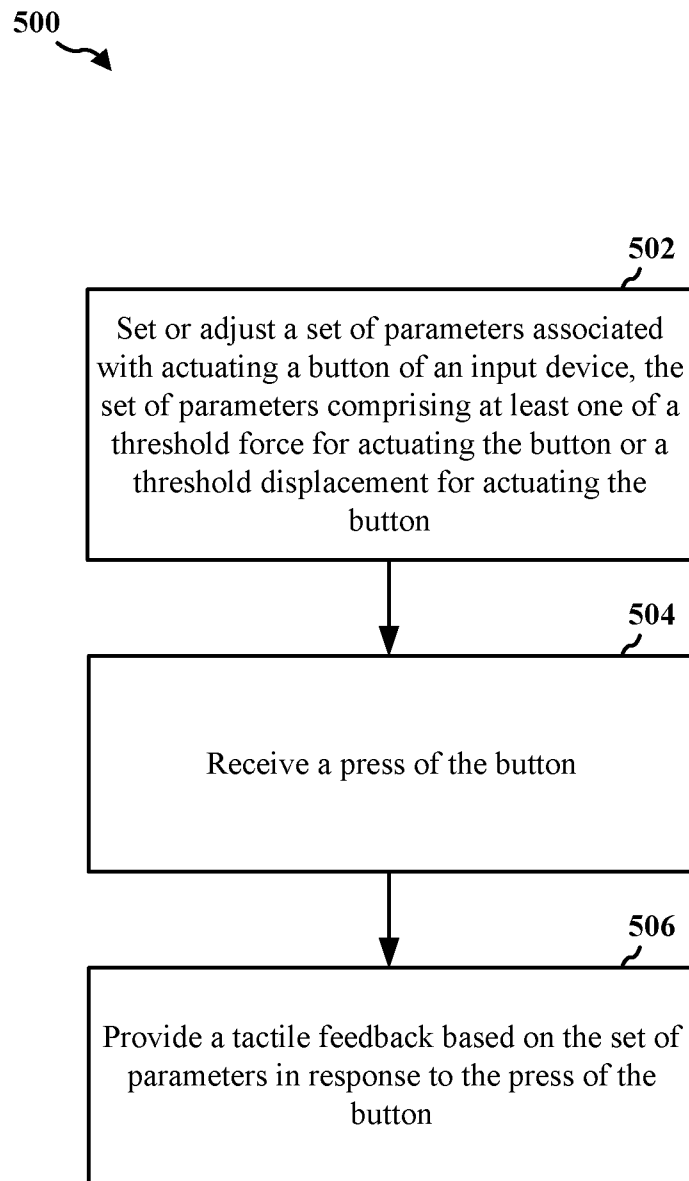 500
502
Set or adjust a set of parameters associated
with actuating a button of an input device, the
set of parameters comprising at least one of a
threshold force for actuating the button or a
threshold displacement for actuating the
button
504
Receive a press of the button
506
Provide a tactile feedback based on the set of
parameters in response to the press of the
button